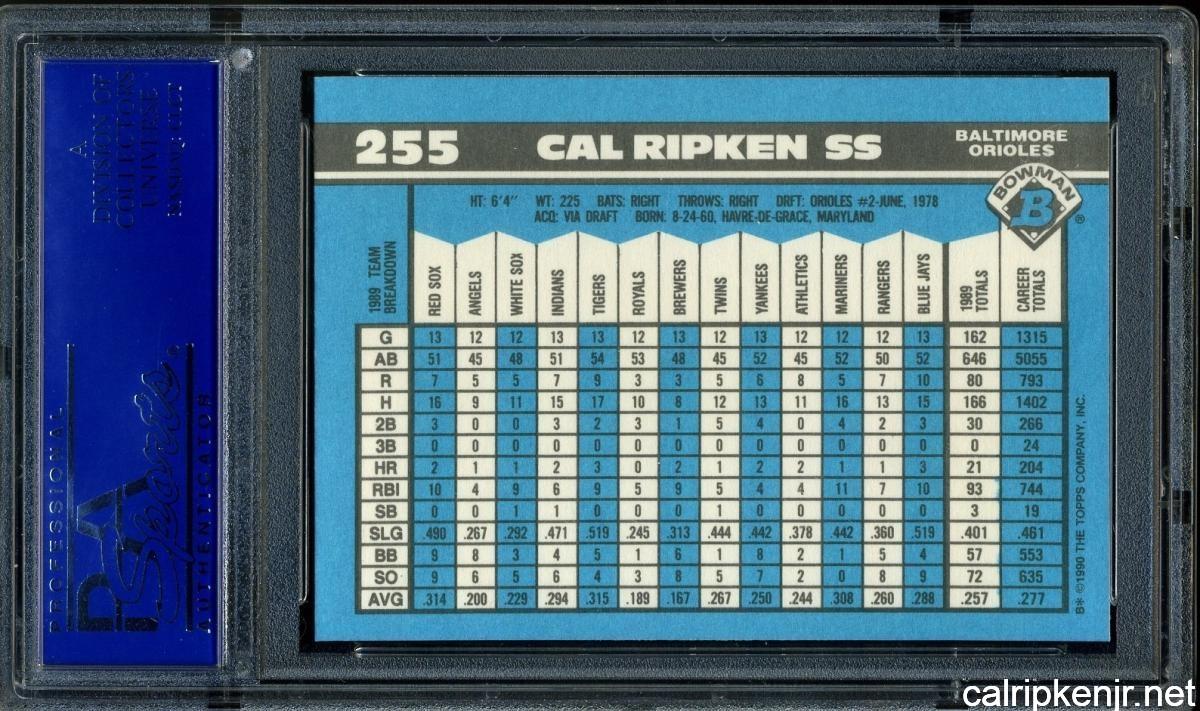 A
DIVISION OF
COLLECTORS
UNIVERSE
NASDAQ: CLCT
PROFESSIONAL
PSA
Sports
AUTHENTICATOR
255 CAL RIPKEN SS BALTIMORE
ORIOLES
BOWMAN
B ®
HT: 6'4" WT: 225 BATS: RIGHT THROWS: RIGHT DRFT: ORIOLES #2-JUNE, 1978
ACQ: VIA DRAFT BORN: 8-24-60, HAVRE-DE-GRACE, MARYLAND
1989 TEAM BREAKDOWN RED SOX ANGELS WHITE SOX INDIANS TIGERS ROYALS BREWERS TWINS YANKEES ATHLETICS MARINERS RANGERS BLUE JAYS 1989 TOTALS CAREER TOTALS
G 13 12 12 13 13 12 13 12 13 12 12 12 13 162 1315
AB 51 45 48 51 54 53 48 45 52 45 52 50 52 646 5055
R 7 5 5 7 9 3 3 5 6 8 5 7 10 80 793
H 16 9 11 15 17 10 8 12 13 11 16 13 15 166 1402
2B 3 0 0 3 2 3 1 5 4 0 4 2 3 30 266
3B 0 0 0 0 0 0 0 0 0 0 0 0 0 0 24
HR 2 1 1 2 3 0 2 1 2 2 1 1 3 21 204
RBI 10 4 9 6 9 5 9 5 4 4 11 7 10 93 744
SB 0 0 1 1 0 0 0 1 0 0 0 0 0 3 19
SLG .490 .267 .292 .471 .519 .245 .313 .444 .442 .378 .442 .360 .519 .401 .461
BB 9 8 3 4 5 1 6 1 8 2 1 5 4 57 553
SO 9 6 5 6 4 3 8 5 7 2 0 8 9 72 635
AVG .314 .200 .229 .294 .315 .189 .167 .267 .250 .244 .308 .260 .288 .257 .277
B* ©1990 THE TOPPS COMPANY, INC.
calripkenjr.net